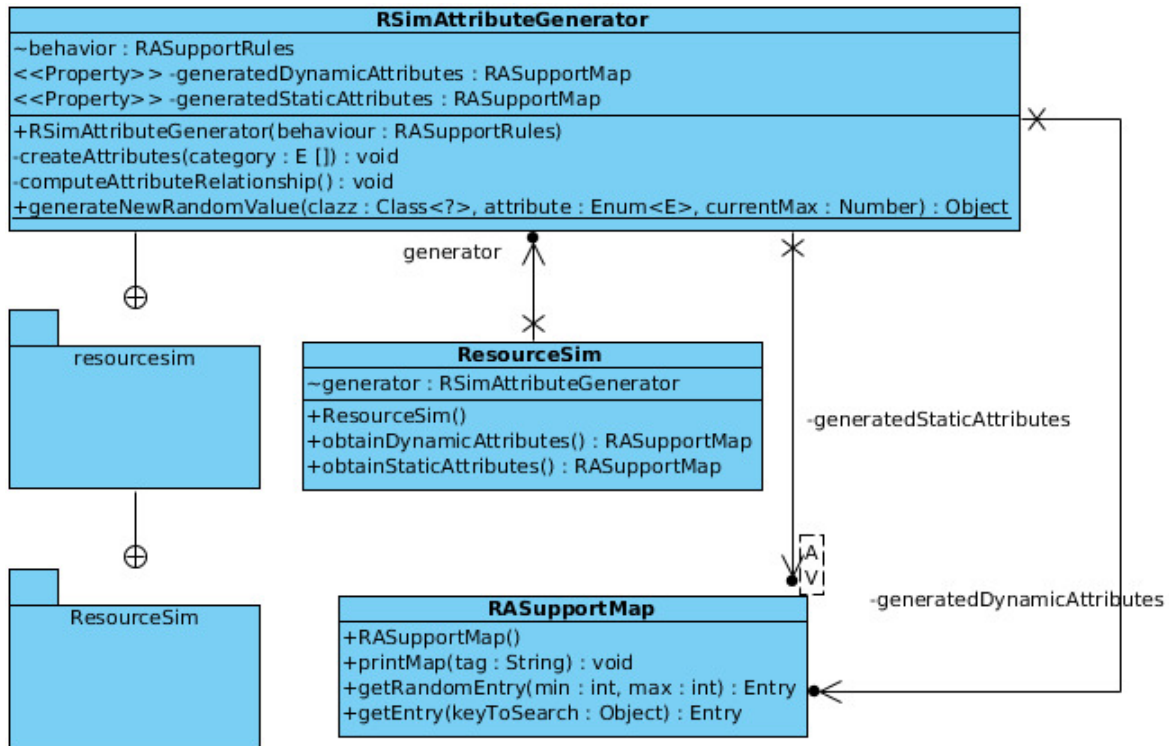 RSimAttributeGenerator
~behavior : RASupportRules
<<Property>> -generatedDynamicAttributes : RASupportMap
<<Property>> -generatedStaticAttributes : RASupportMap
+RSimAttributeGenerator(behaviour : RASupportRules)
-createAttributes(category : E []) : void
-computeAttributeRelationship() : void
+generateNewRandomValue(clazz : Class<?>, attribute : Enum<E>, currentMax : Number) : Object
generator
resourcesim
ResourceSim
~generator : RSimAttributeGenerator
+ResourceSim()
+obtainDynamicAttributes() : RASupportMap
+obtainStaticAttributes() : RASupportMap
-generatedStaticAttributes
A
V
-generatedDynamicAttributes
ResourceSim
RASupportMap
+RASupportMap()
+printMap(tag : String) : void
+getRandomEntry(min : int, max : int) : Entry
+getEntry(keyToSearch : Object) : Entry